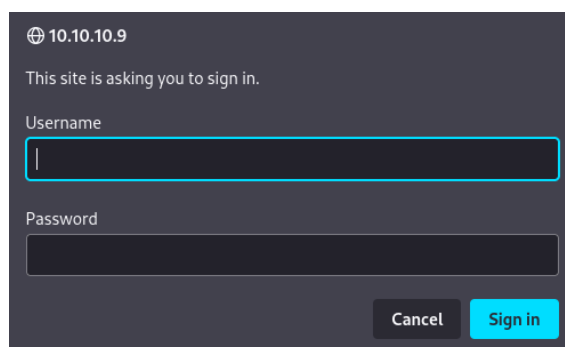 10.10.10.9
This site is asking you to sign in.
Username
Password
Cancel Sign in